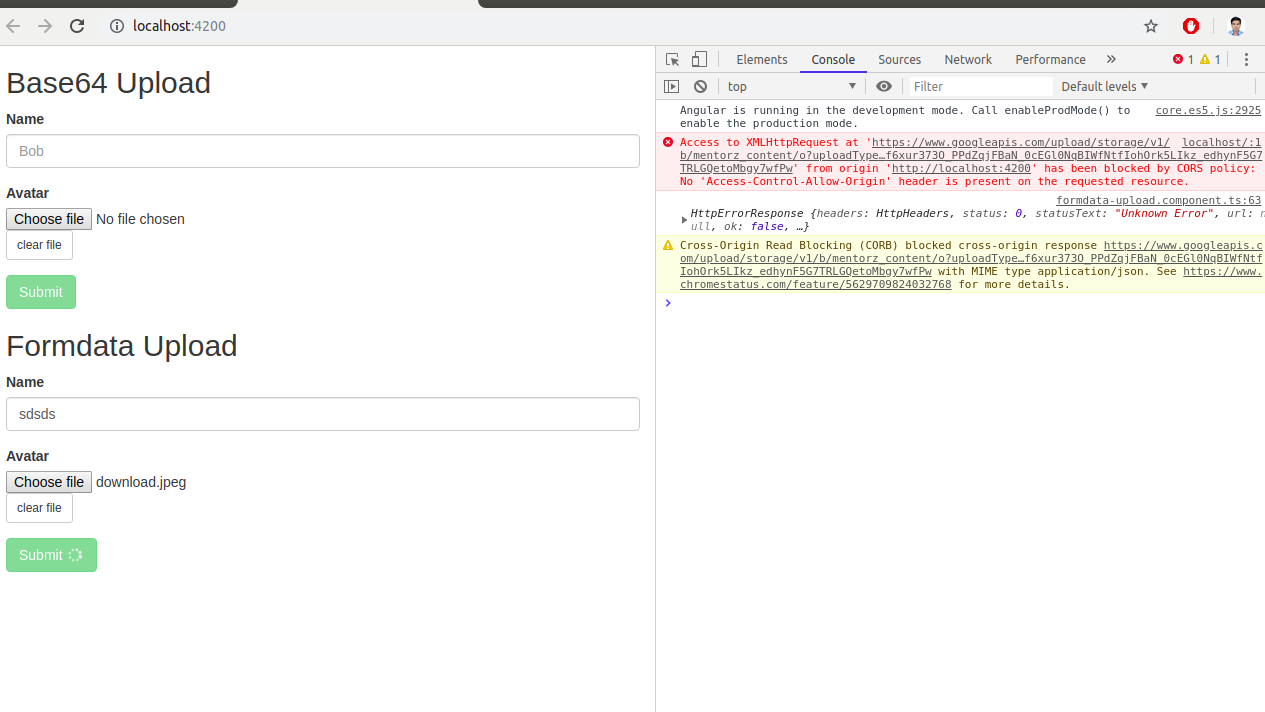 localhost:4200
Base64 Upload
Name
Bob
Avatar
Choose file No file chosen
clear file
Submit
Formdata Upload
Name
sdsds
Avatar
Choose file download.jpeg
clear file
Submit
Elements Console Sources Network Performance » 1 1
top Filter Default levels
Angular is running in the development mode. Call enableProdMode() to core.es5.js:2925
enable the production mode.
Access to XMLHttpRequest at 'https://www.googleapis.com/upload/storage/v1/ localhost/:1
b/mentorz_content/o?uploadType…f6xur373O_PPdZqjFBaN_0cEGl0NqBIWfNtfIohOrk5LIkz_edhynF5G7
TRLGQetoMbgy7wfPw' from origin 'http://localhost:4200' has been blocked by CORS policy:
No 'Access-Control-Allow-Origin' header is present on the requested resource.
formdata-upload.component.ts:63
HttpErrorResponse {headers: HttpHeaders, status: 0, statusText: "Unknown Error", url: n
ull, ok: false, …}
Cross-Origin Read Blocking (CORB) blocked cross-origin response https://www.googleapis.c
om/upload/storage/v1/b/mentorz_content/o?uploadType…f6xur373O_PPdZqjFBaN_0cEGl0NqBIWfNtf
IohOrk5LIkz_edhynF5G7TRLGQetoMbgy7wfPw with MIME type application/json. See https://www.
chromestatus.com/feature/5629709824032768 for more details.